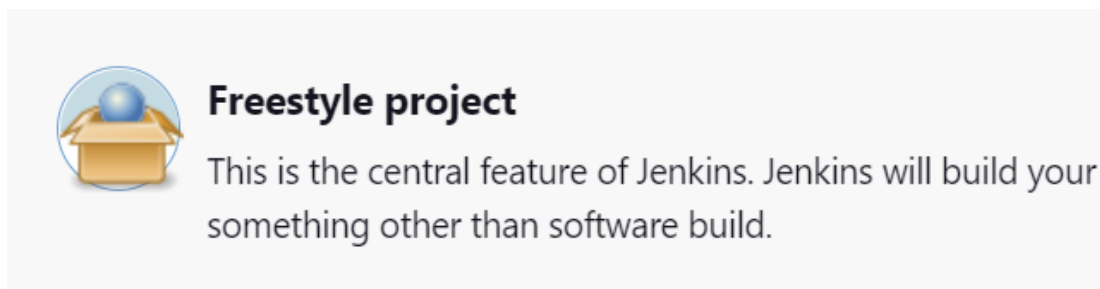 Freestyle project
This is the central feature of Jenkins. Jenkins will build your
something other than software build.